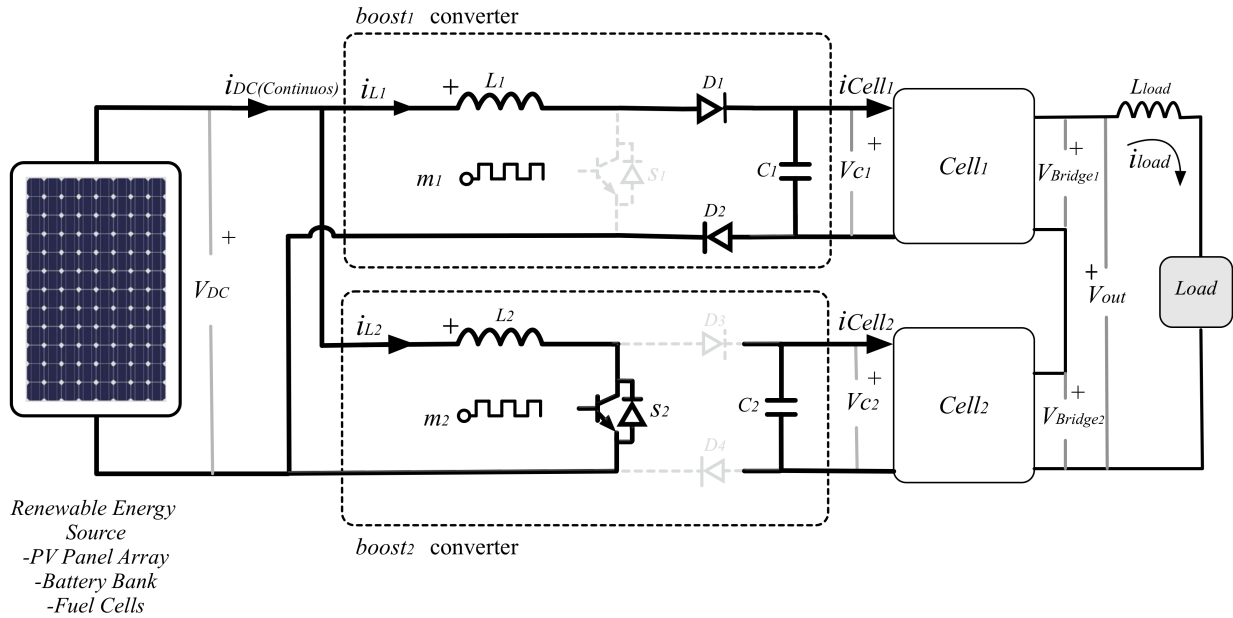 boost1 converter
iDC(Continuos)
iL1
+
L1
D1
iCell1
Lload
m1
S1
C1
+
VC1
Cell1
+
VBridge1
iload
D2
+
VDC
+
Vout
Load
iL2
+
L2
D3
iCell2
m2
S2
C2
+
VC2
Cell2
+
VBridge2
D4
Renewable Energy
Source
-PV Panel Array
-Battery Bank
-Fuel Cells
boost2 converter